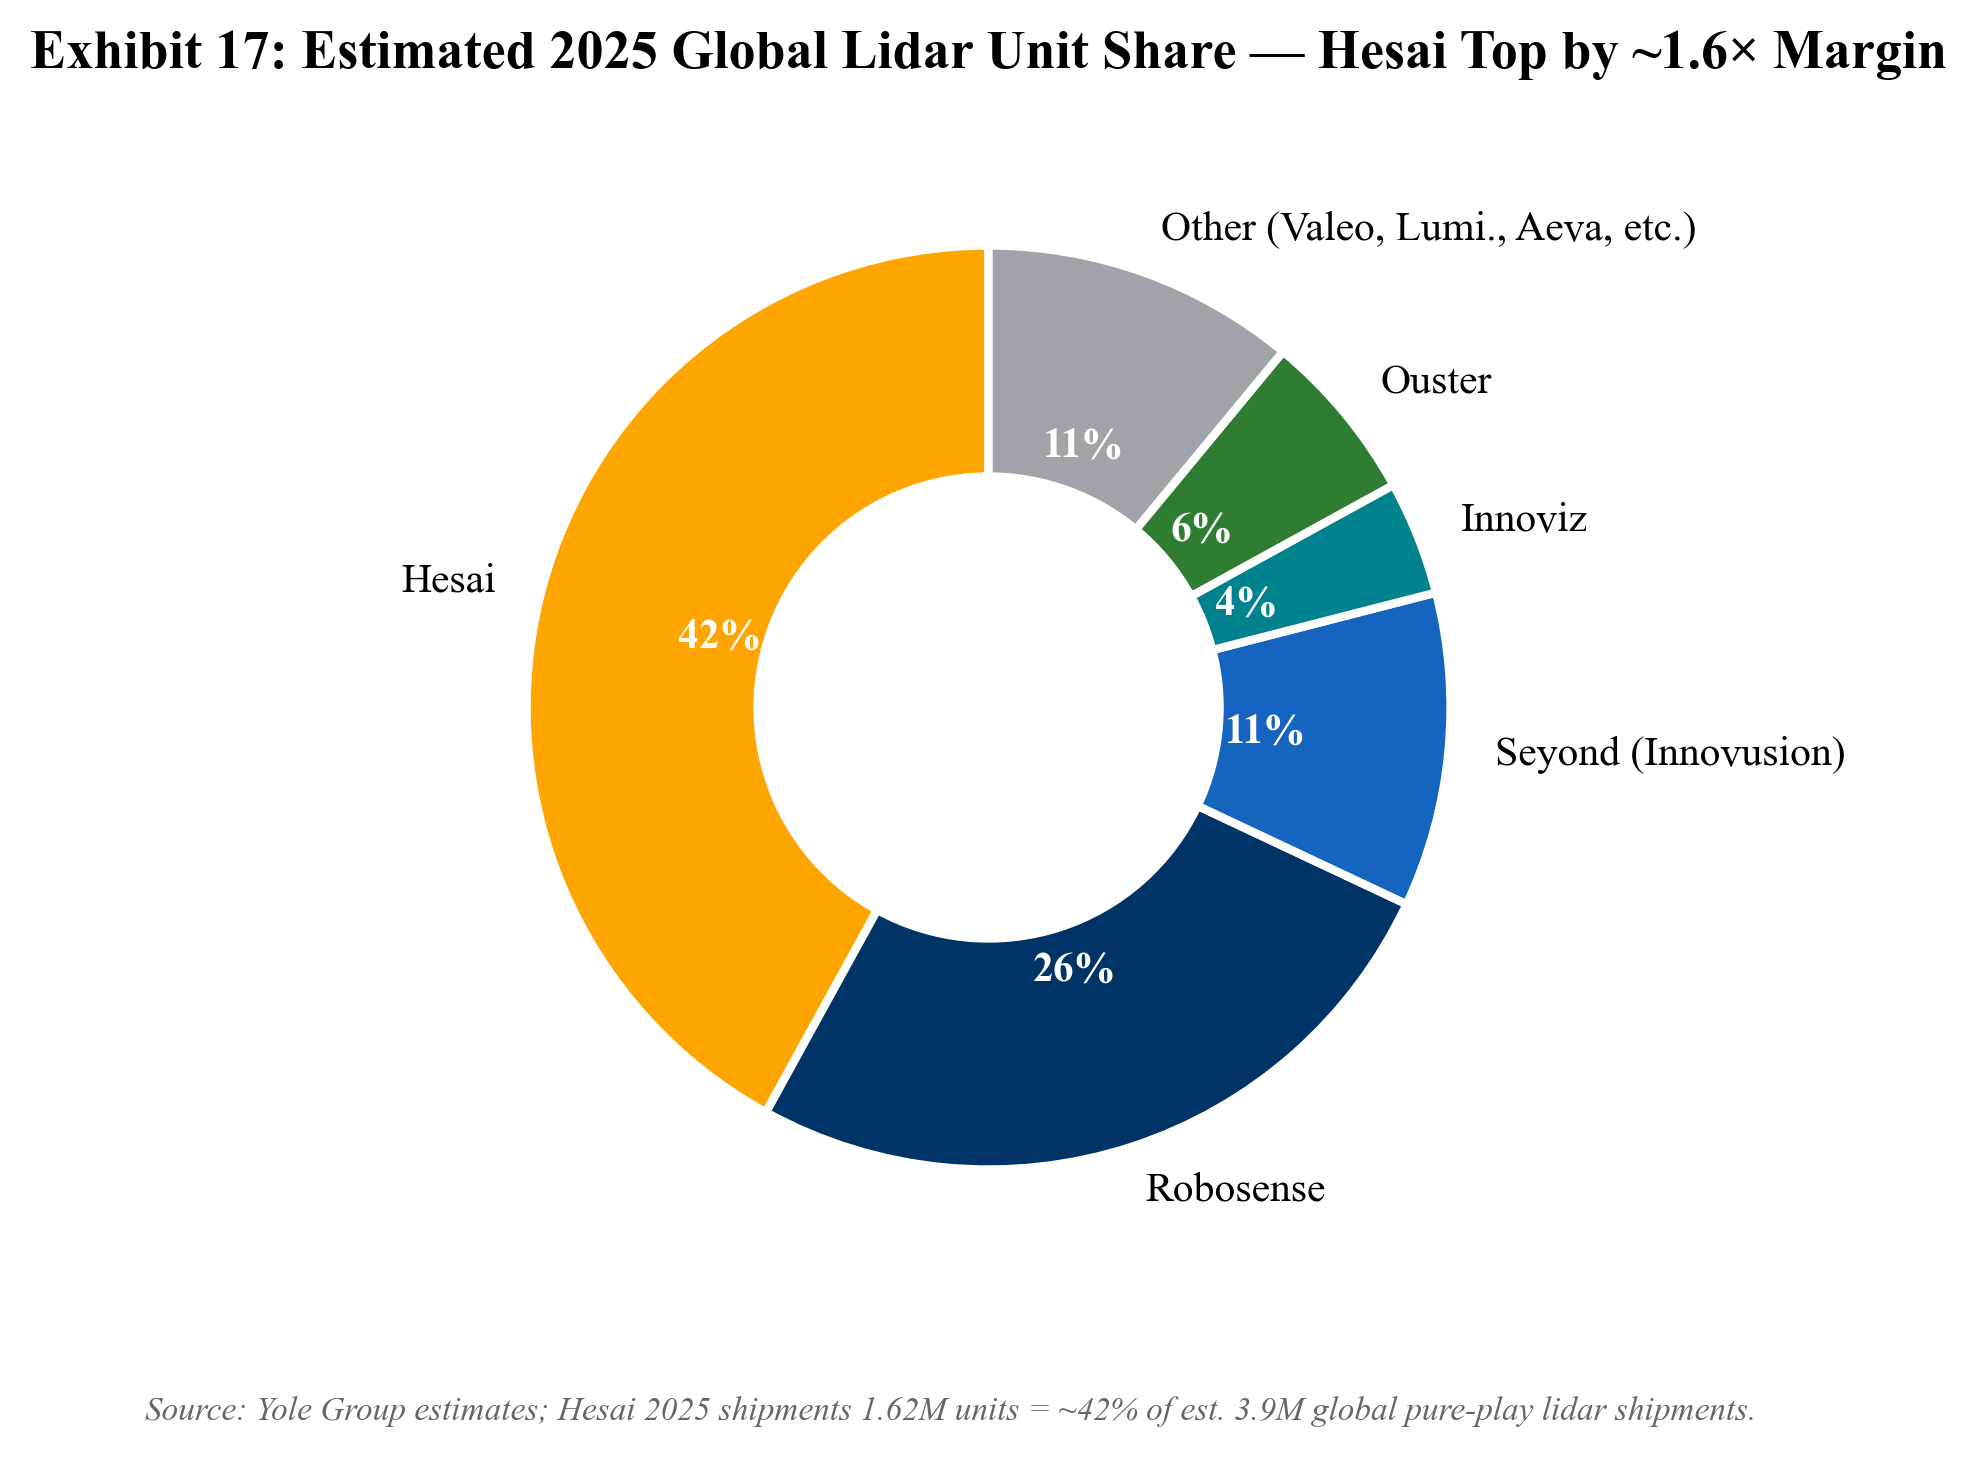 Exhibit 17: Estimated 2025 Global Lidar Unit Share — Hesai Top by ~1.6× Margin
Other (Valeo, Lumi., Aeva, etc.)
Ouster
11%
Innoviz
6%
Hesai
4%
42%
11%
Seyond (Innovusion)
26%
Robosense
Source: Yole Group estimates; Hesai 2025 shipments 1.62M units = ~42% of est. 3.9M global pure-play lidar shipments.